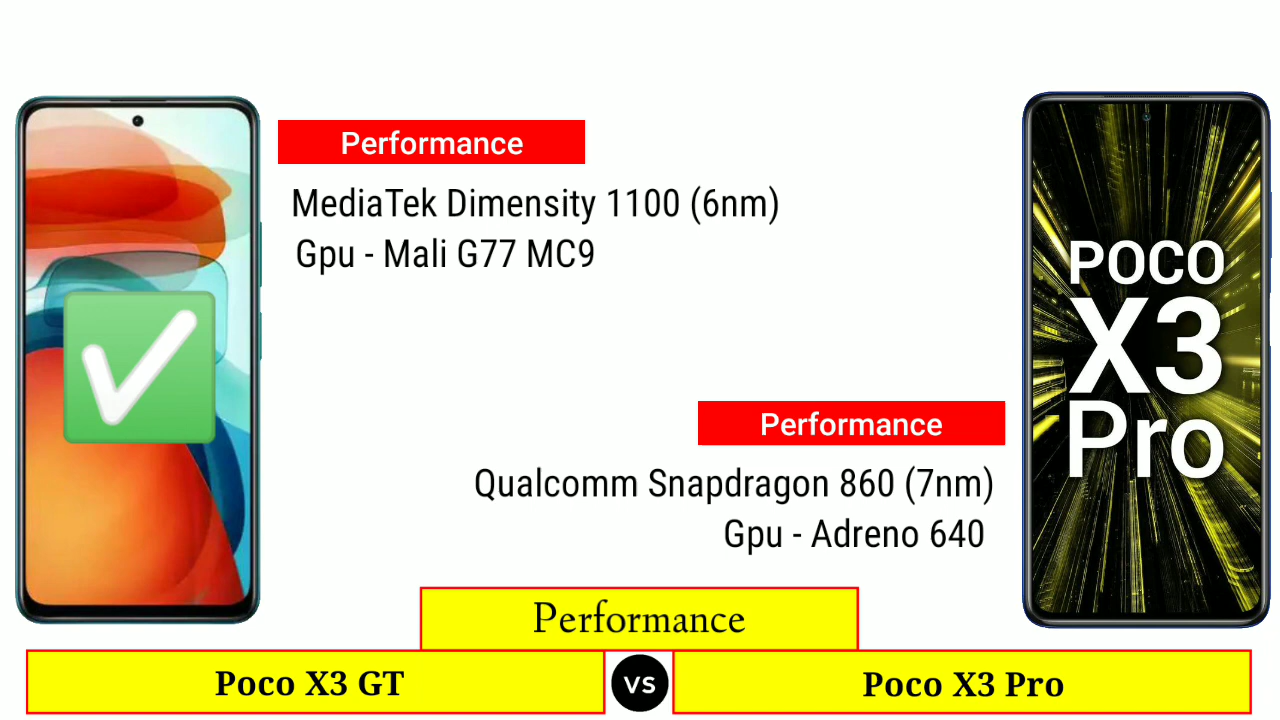 Performance
MediaTek Dimensity 1100 (6nm)
Gpu - Mali G77 MC9
POCO
X3
Pro
Performance
Qualcomm Snapdragon 860 (7nm)
Gpu - Adreno 640
Performance
Poco X3 GT
vs
Poco X3 Pro